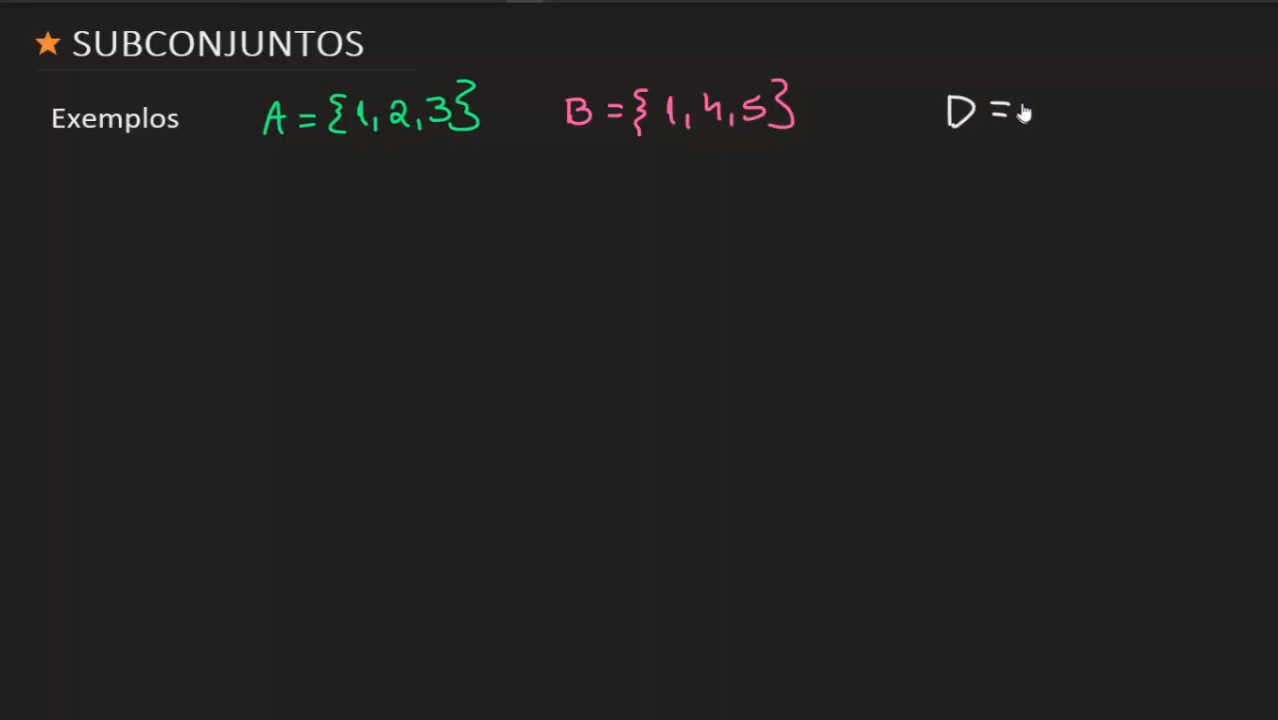 SUBCONJUNTOS
Exemplos A = {1, 2, 3} B = {1, 4, 5} D =